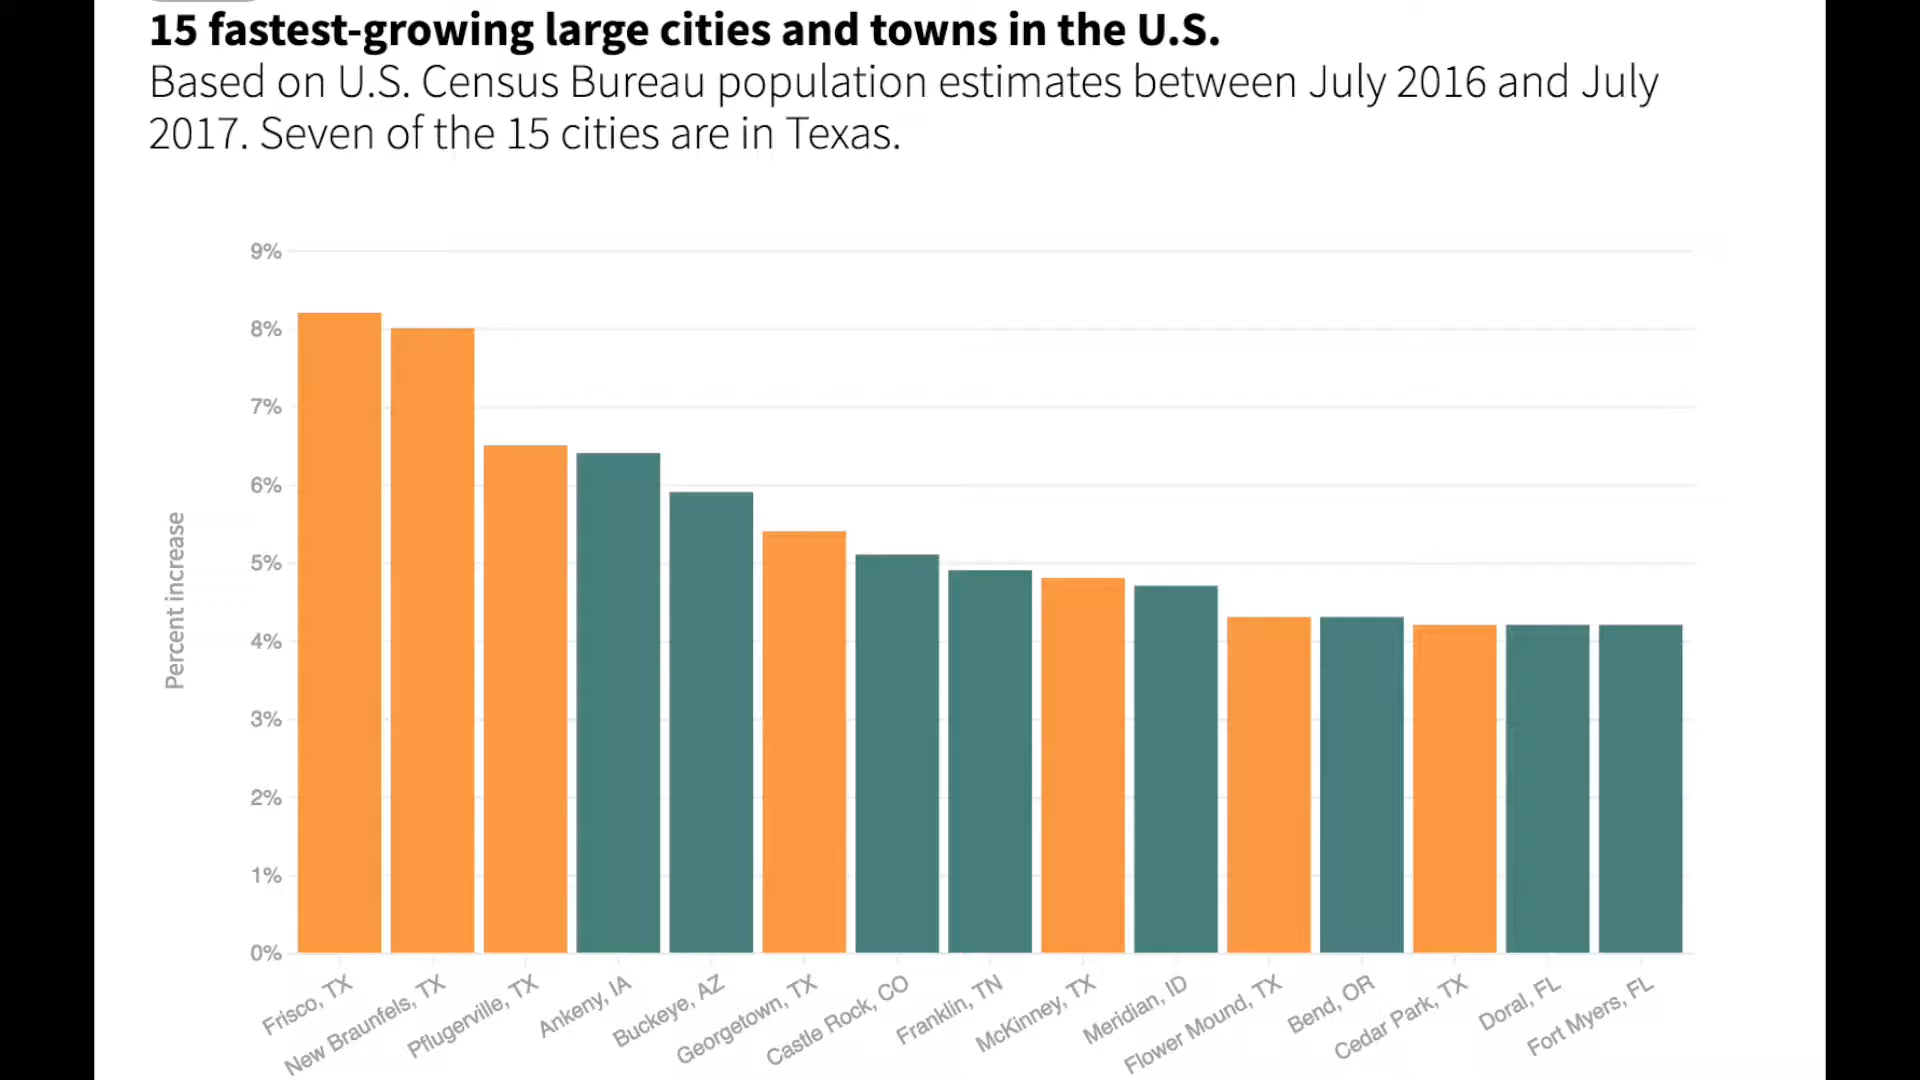 15 fastest-growing large cities and towns in the U.S.
Based on U.S. Census Bureau population estimates between July 2016 and July
2017. Seven of the 15 cities are in Texas.
Percent increase
9%
8%
7%
6%
5%
4%
3%
2%
1%
0%
Frisco, TX
New Braunfels, TX
Pflugerville, TX
Ankeny, IA
Buckeye, AZ
Georgetown, TX
Castle Rock, CO
Franklin, TN
McKinney, TX
Meridian, ID
Flower Mound, TX
Bend, OR
Cedar Park, TX
Doral, FL
Fort Myers, FL